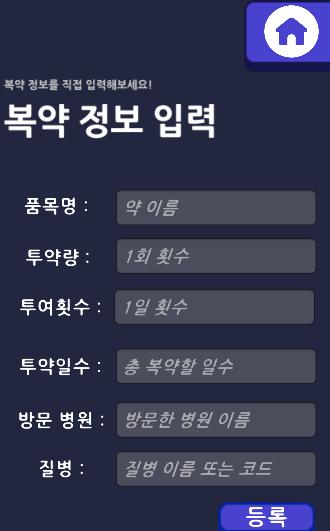 복약 정보를 직접 입력해보세요!
복약 정보 입력
품목명 : 약 이름
투약량 : 1회 횟수
투여횟수 : 1일 횟수
투약일수 : 총 복약할 일수
방문 병원 : 방문한 병원 이름
질병 : 질병 이름 또는 코드
등록